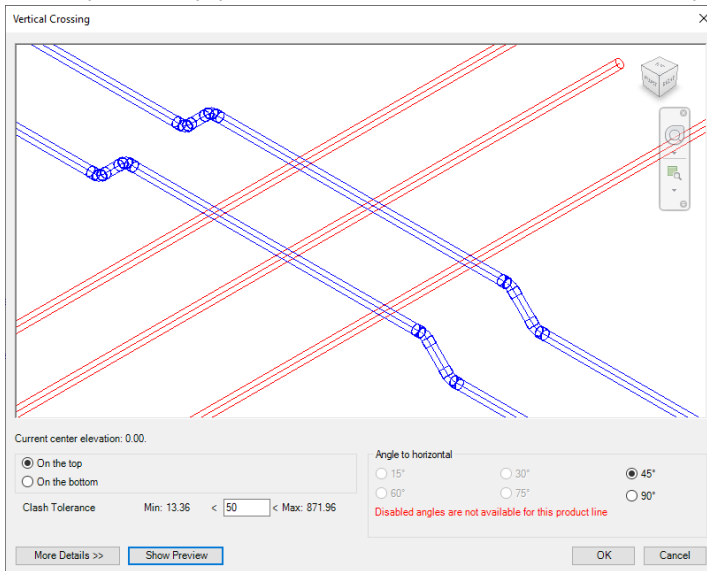 Vertical Crossing
Current center elevation: 0.00.
On the top
On the bottom
Clash Tolerance Min: 13.36 < 50 < Max: 871.96
Angle to horizontal
15° 30° 45°
60° 75° 90°
Disabled angles are not available for this product line
More Details >> Show Preview OK Cancel